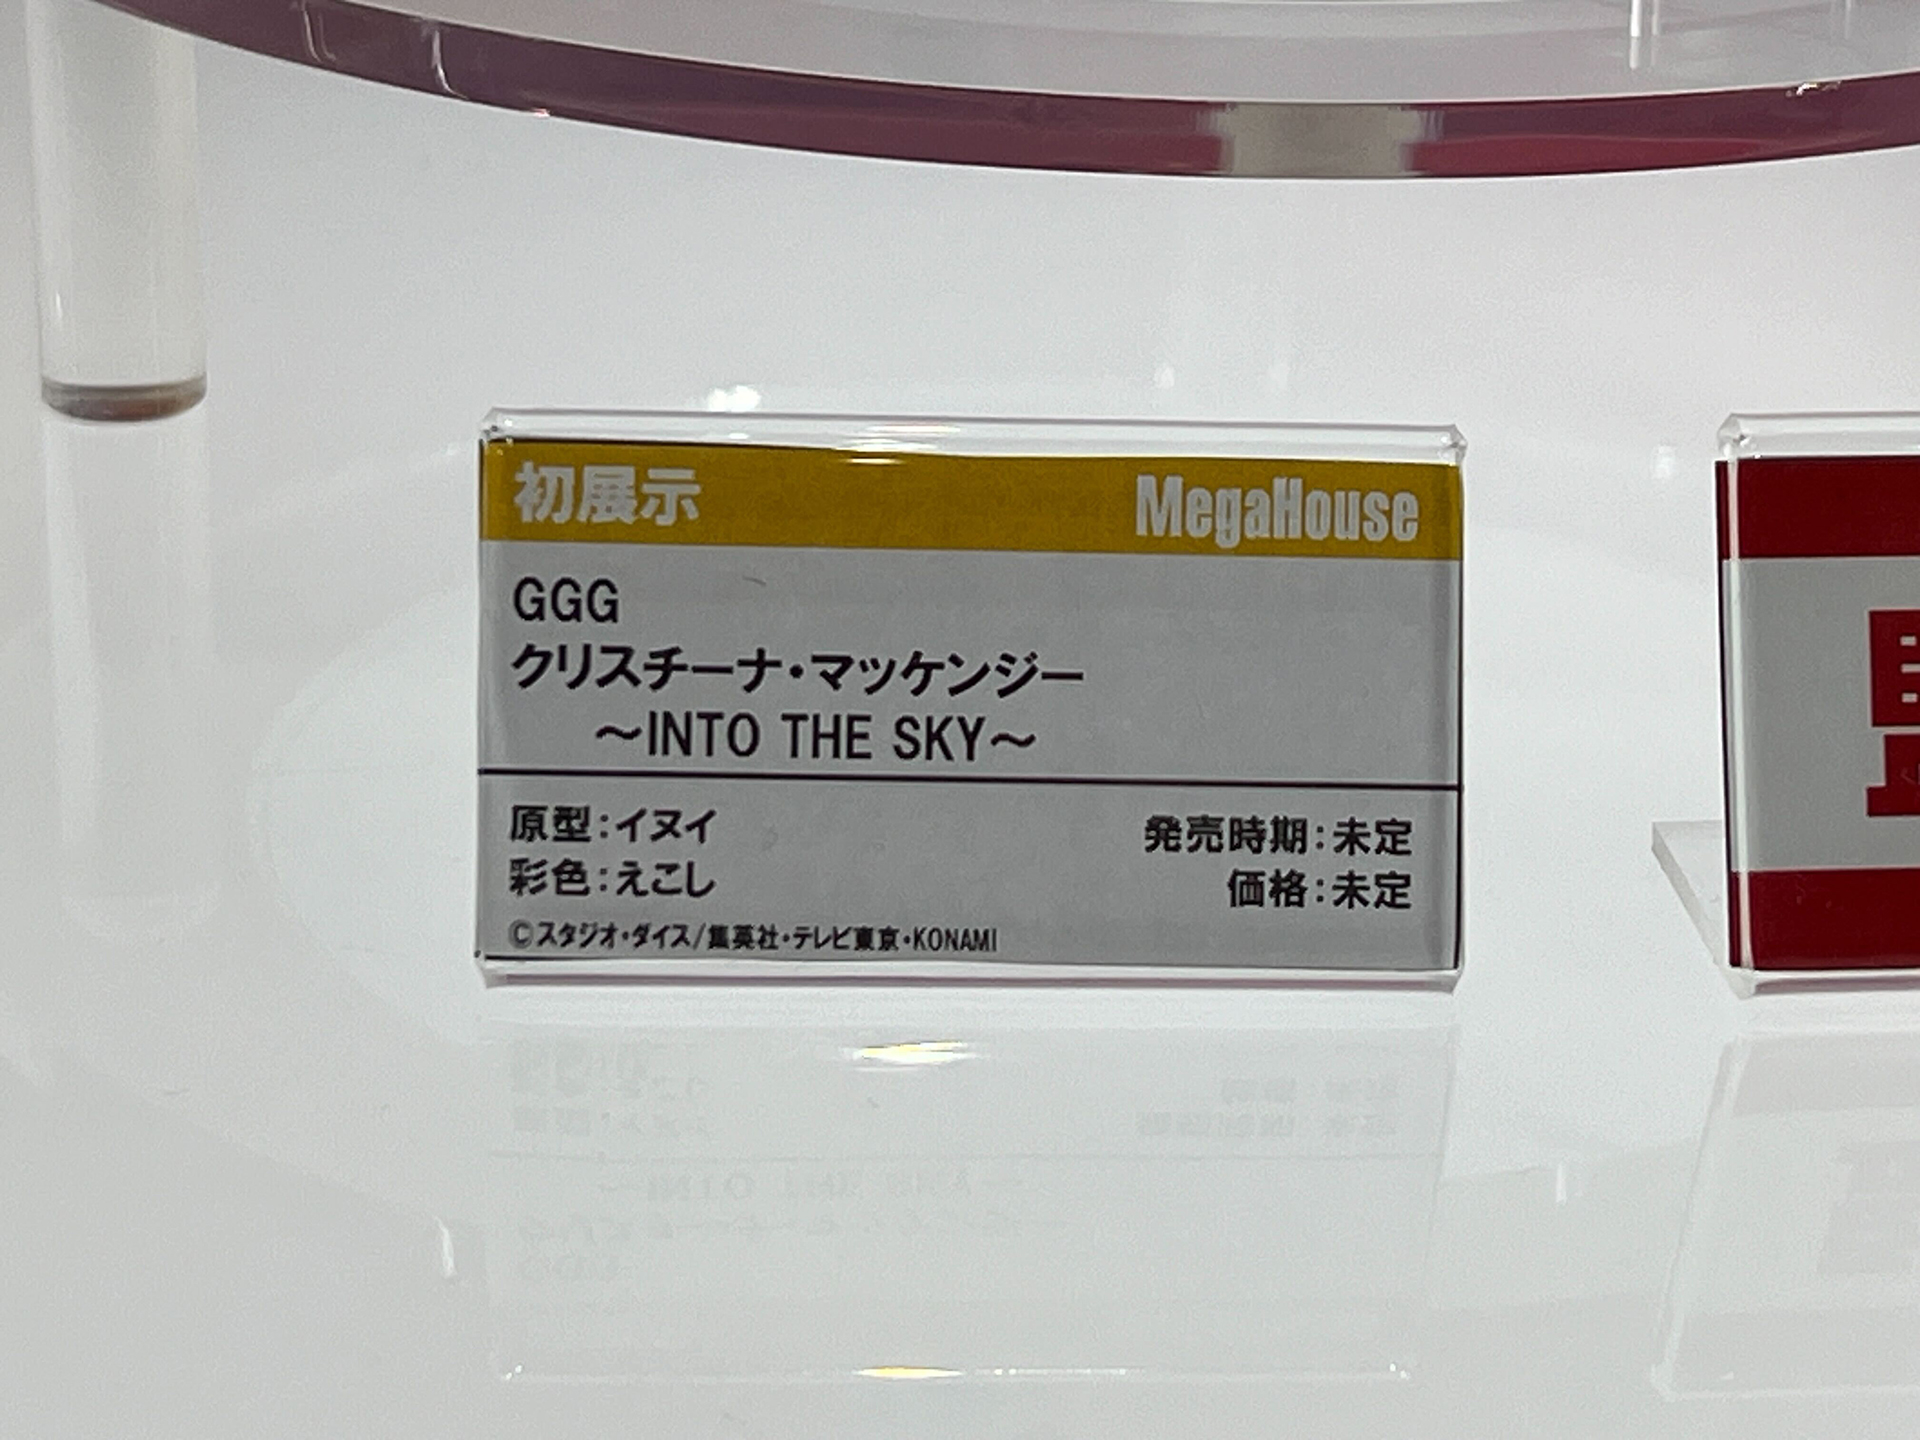 初展示 MegaHouse
GGG
クリスチーナ・マッケンジー
～INTO THE SKY～
原型：イヌイ 発売時期：未定
彩色：えこし 価格：未定
©スタジオ・ダイス/集英社・テレビ東京・KONAMI